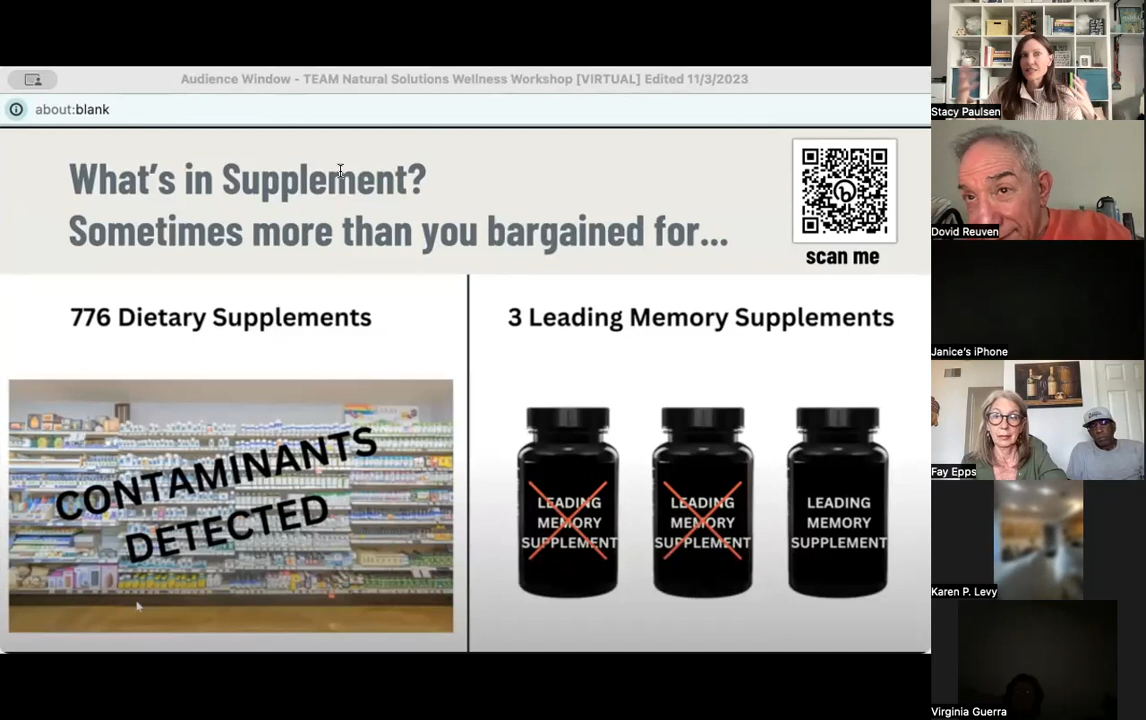 Audience Window - TEAM Natural Solutions Wellness Workshop [VIRTUAL] Edited 11/3/2023
about:blank
What's in Supplement?
Sometimes more than you bargained for...
scan me
776 Dietary Supplements
CONTAMINANTS
DETECTED
3 Leading Memory Supplements
LEADING
MEMORY
SUPPLEMENT
LEADING
MEMORY
SUPPLEMENT
LEADING
MEMORY
SUPPLEMENT
Stacy Paulsen
Dovid Reuven
Janice's iPhone
Fay Epps
Karen P. Levy
Virginia Guerra